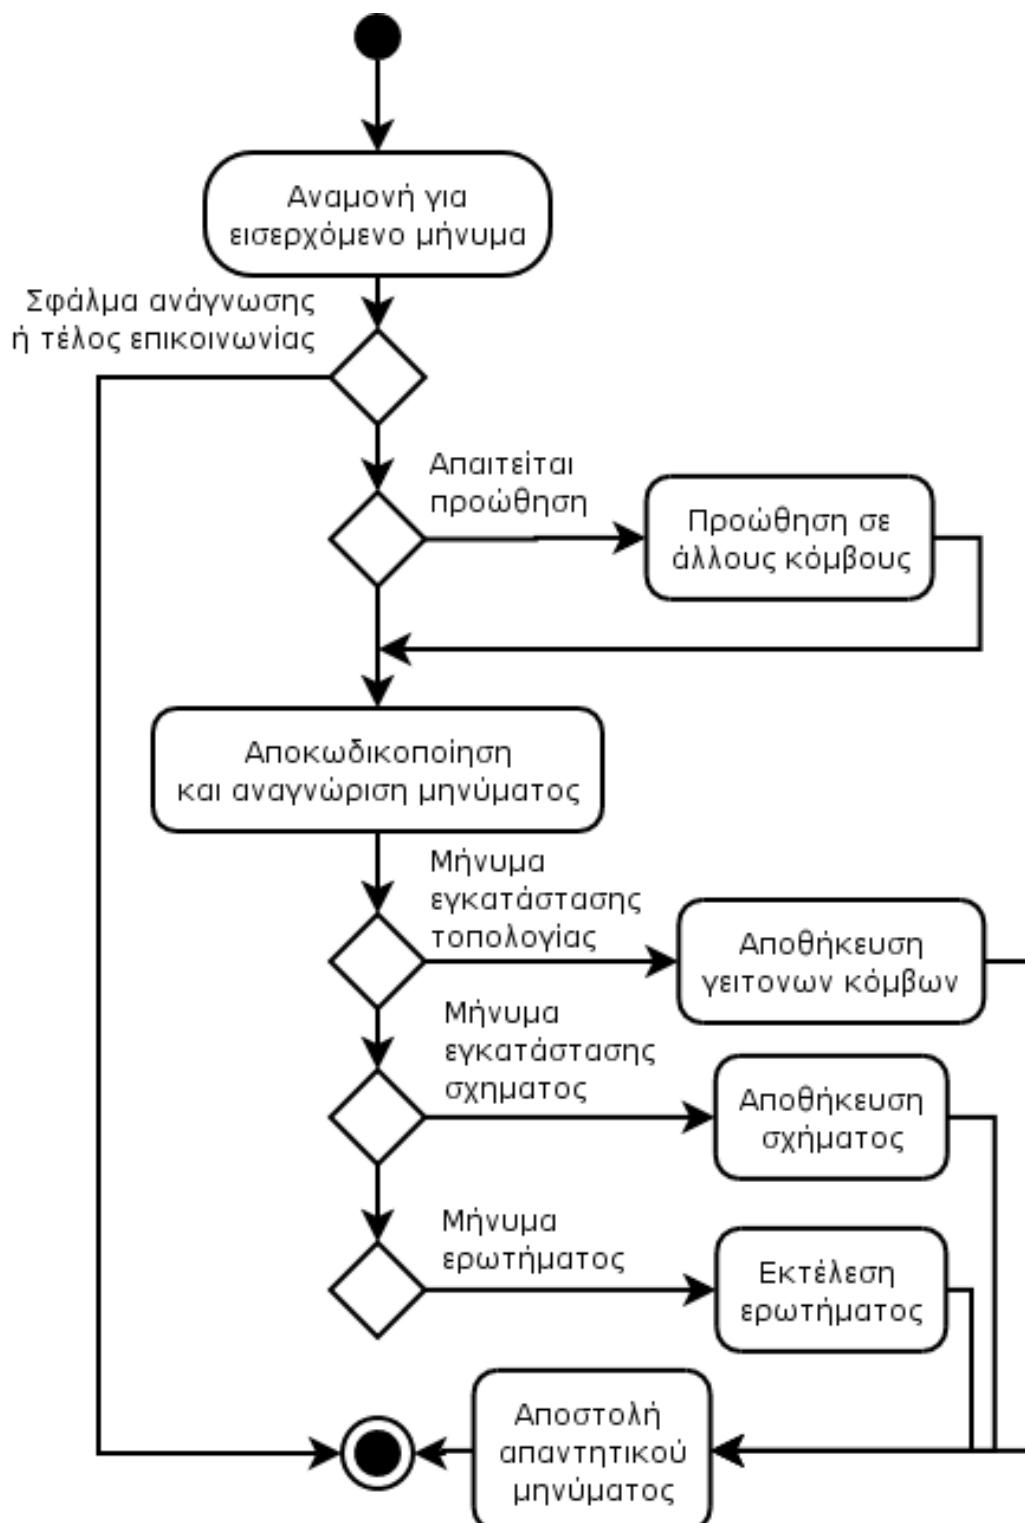 Αναμονή για
εισερχόμενο μήνυμα
Σφάλμα ανάγνωσης
ή τέλος επικοινωνίας
Απαιτείται
προώθηση
Προώθηση σε
άλλους κόμβους
Αποκωδικοποίηση
και αναγνώριση μηνύματος
Μήνυμα
εγκατάστασης
τοπολογίας
Αποθήκευση
γειτονων κόμβων
Μήνυμα
εγκατάστασης
σχηματος
Αποθήκευση
σχήματος
Μήνυμα
ερωτήματος
Εκτέλεση
ερωτήματος
Αποστολή
απαντητικού
μηνύματος